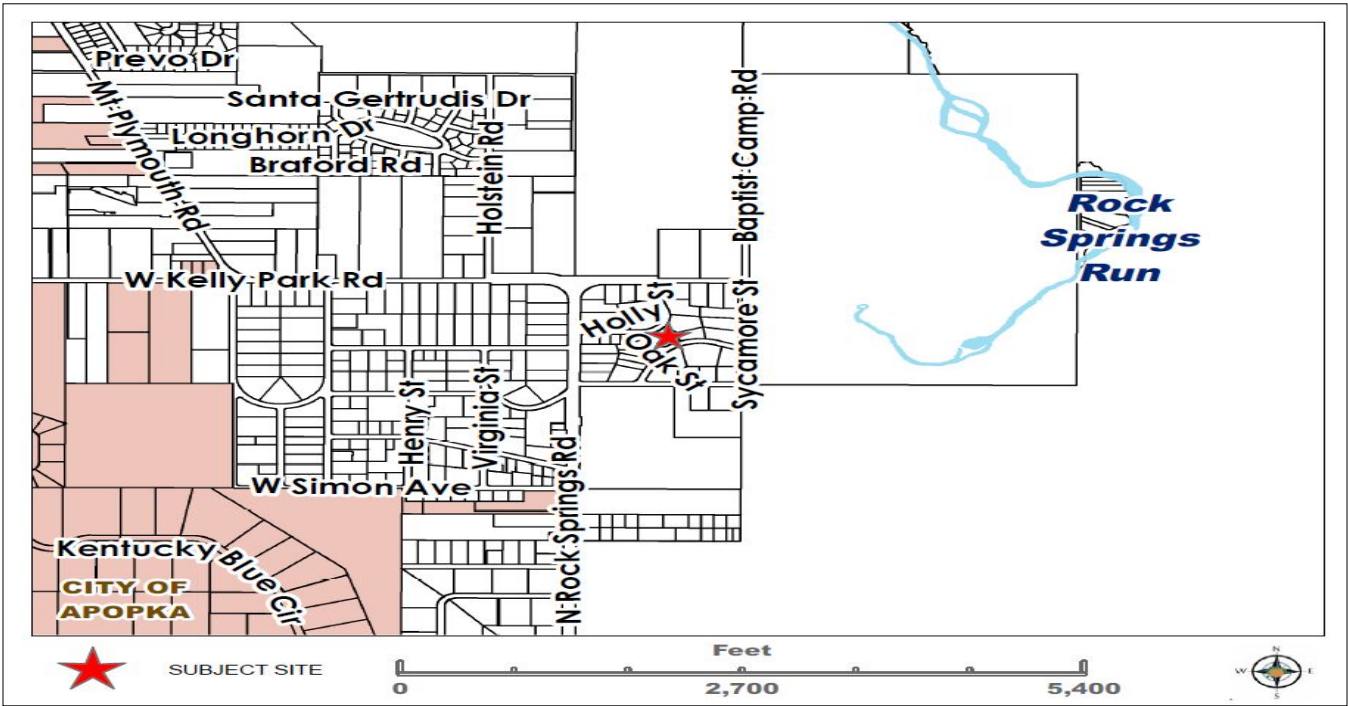 Prevo Dr
Mt Plymouth Rd
Santa Gertrudis Dr
Longhorn Dr
Braford Rd
Holstein Rd
Baptist Camp Rd
Rock
Springs
Run
W Kelly Park Rd
Holly St
Oak St
Sycamore St
Henry St
Virginia St
N Rock Springs Rd
W Simon Ave
Kentucky Blue Cir
CITY OF
APOPKA
SUBJECT SITE
Feet
0 2,700 5,400
N
W E
S